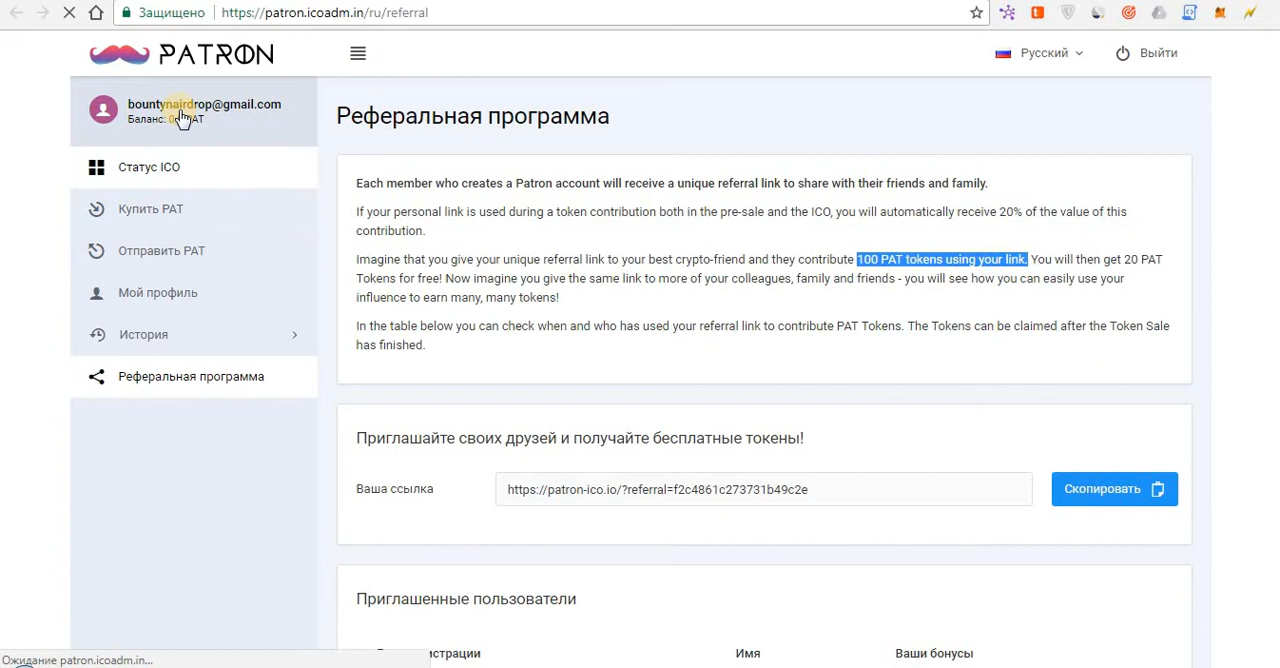 Защищено
https://patron.icoadm.in/ru/referral
PATRON
Русский
Выйти
bountynairdrop@gmail.com
Баланс: PAT
Статус ICO
Купить PAT
Отправить PAT
Мой профиль
История
Реферальная программа
Реферальная программа
Each member who creates a Patron account will receive a unique referral link to share with their friends and family.
If your personal link is used during a token contribution both in the pre-sale and the ICO, you will automatically receive 20% of the value of this
contribution.
Imagine that you give your unique referral link to your best crypto-friend and they contribute 100 PAT tokens using your link. You will then get 20 PAT
Tokens for free! Now imagine you give the same link to more of your colleagues, family and friends - you will see how you can easily use your
influence to earn many, many tokens!
In the table below you can check when and who has used your referral link to contribute PAT Tokens. The Tokens can be claimed after the Token Sale
has finished.
Приглашайте своих друзей и получайте бесплатные токены!
Ваша ссылка
https://patron-ico.io/?referral=f2c4861c273731b49c2e
Скопировать
Приглашенные пользователи
Имя
Ваши бонусы
Ожидание patron.icoadm.in...